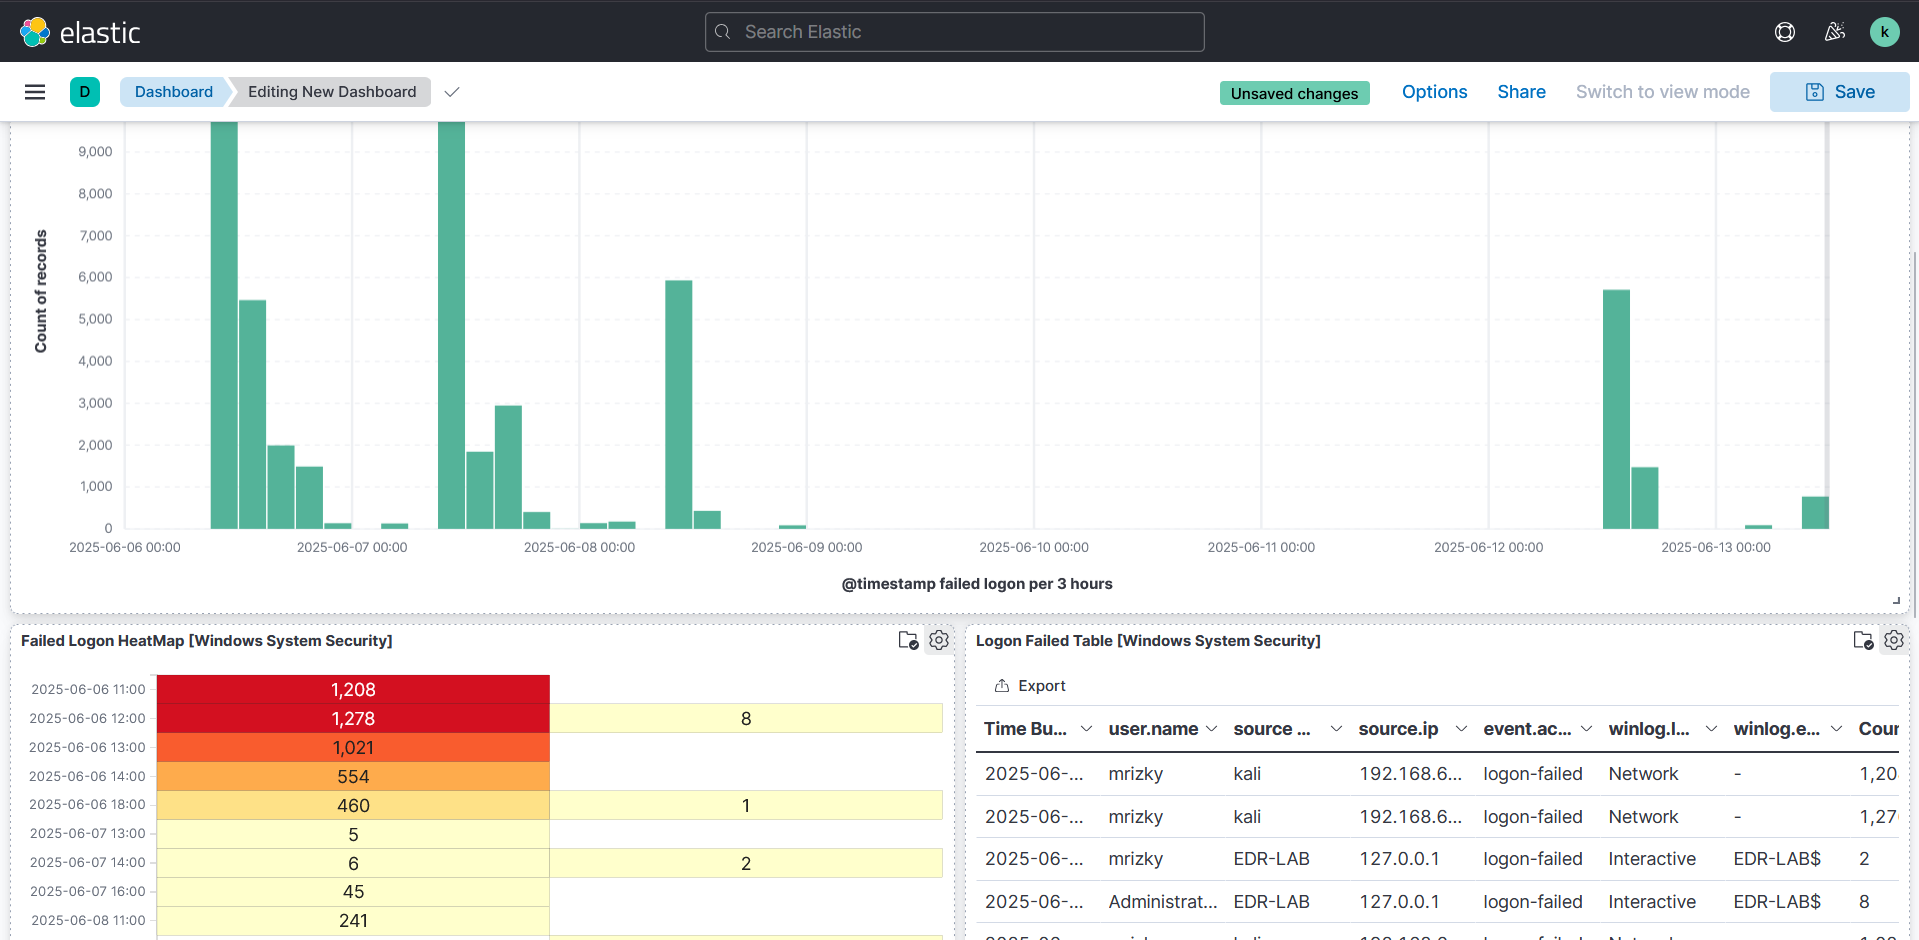 elastic
Search Elastic
k
D
Dashboard
Editing New Dashboard
Unsaved changes
Options
Share
Switch to view mode
Save
Count of records
9,000
8,000
7,000
6,000
5,000
4,000
3,000
2,000
1,000
0
2025-06-06 00:00 2025-06-07 00:00 2025-06-08 00:00 2025-06-09 00:00 2025-06-10 00:00 2025-06-11 00:00 2025-06-12 00:00 2025-06-13 00:00
@timestamp failed logon per 3 hours
Failed Logon HeatMap [Windows System Security]
2025-06-06 11:00 1,208
2025-06-06 12:00 1,278 8
2025-06-06 13:00 1,021
2025-06-06 14:00 554
2025-06-06 18:00 460 1
2025-06-07 13:00 5
2025-06-07 14:00 6 2
2025-06-07 16:00 45
2025-06-08 11:00 241
Logon Failed Table [Windows System Security]
Export
Time Bu... user.name source ... source.ip event.ac... winlog.l... winlog.e... Cour
2025-06-... mrizky kali 192.168.6... logon-failed Network - 1,20
2025-06-... mrizky kali 192.168.6... logon-failed Network - 1,27
2025-06-... mrizky EDR-LAB 127.0.0.1 logon-failed Interactive EDR-LAB$ 2
2025-06-... Administrat... EDR-LAB 127.0.0.1 logon-failed Interactive EDR-LAB$ 8